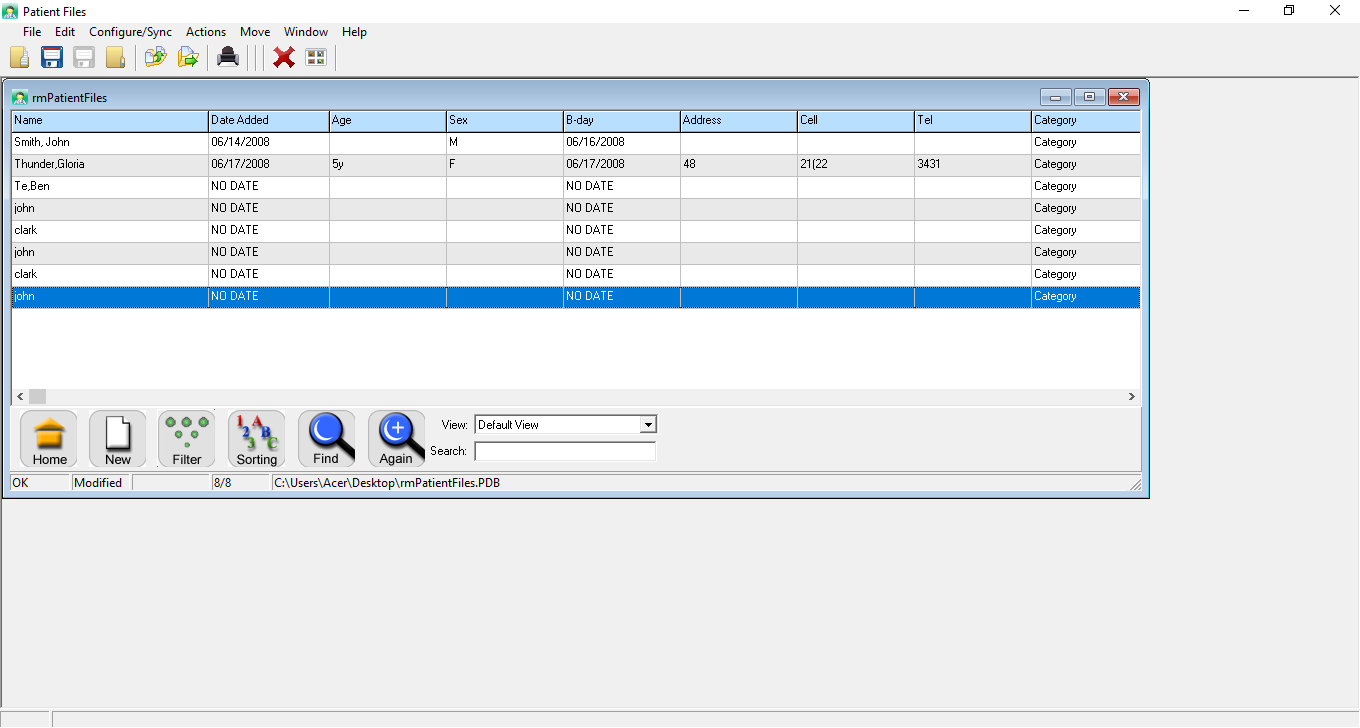 Patient Files
File Edit Configure/Sync Actions Move Window Help
rmPatientFiles
Name Date Added Age Sex B-day Address Cell Tel Category
Smith, John 06/14/2008 M 06/16/2008 Category
Thunder,Gloria 06/17/2008 5y F 06/17/2008 48 21(22 3431 Category
Te,Ben NO DATE NO DATE Category
john NO DATE NO DATE Category
clark NO DATE NO DATE Category
john NO DATE NO DATE Category
clark NO DATE NO DATE Category
john NO DATE NO DATE Category
1 A 2 B 3 C
View: Default View
Search:
Home New Filter Sorting Find Again
OK Modified 8/8 C:\Users\Acer\Desktop\rmPatientFiles.PDB